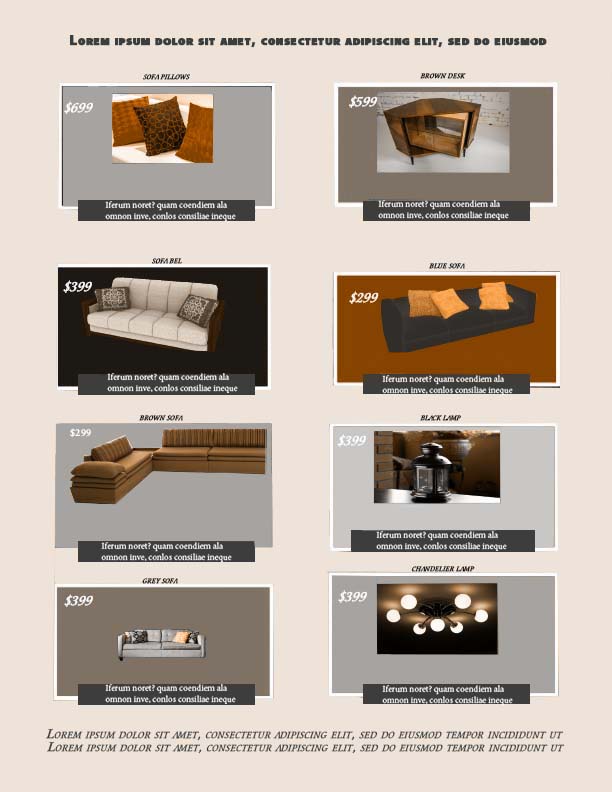 Lorem ipsum dolor sit amet, consectetur adipiscing elit, sed do eiusmod
SOFA PILLOWS
$699
Iferum noret? quam coendiem ala
omnon inve, conlos consiliae ineque
BROWN DESK
$599
Iferum noret? quam coendiem ala
omnon inve, conlos consiliae ineque
SOFA BEL
$399
Iferum noret? quam coendiem ala
omnon inve, conlos consiliae ineque
BLUE SOFA
$299
Iferum noret? quam coendiem ala
omnon inve, conlos consiliae ineque
BROWN SOFA
$299
Iferum noret? quam coendiem ala
omnon inve, conlos consiliae ineque
BLACK LAMP
$399
Iferum noret? quam coendiem ala
omnon inve, conlos consiliae ineque
GREY SOFA
$399
Iferum noret? quam coendiem ala
omnon inve, conlos consiliae ineque
CHANDELIER LAMP
$399
Iferum noret? quam coendiem ala
omnon inve, conlos consiliae ineque
Lorem ipsum dolor sit amet, consectetur adipiscing elit, sed do eiusmod tempor incididunt ut
Lorem ipsum dolor sit amet, consectetur adipiscing elit, sed do eiusmod tempor incididunt ut